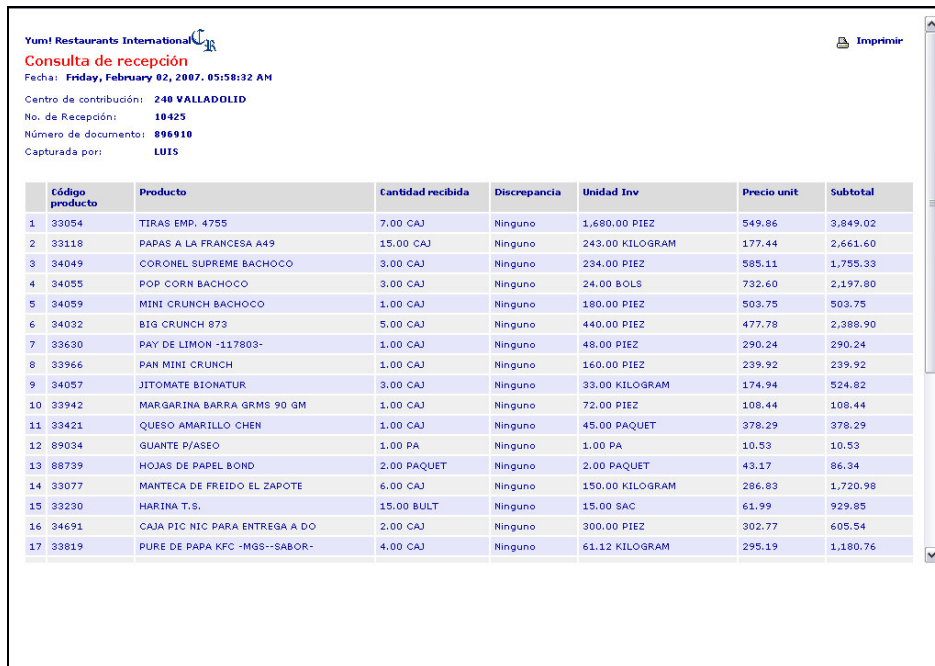 Yum! Restaurants International CR
Imprimir
Consulta de recepción
Fecha: Friday, February 02, 2007. 05:58:32 AM
Centro de contribución: 240 VALLADOLID
No. de Recepción: 10425
Número de documento: 896910
Capturada por: LUIS
Código producto Producto Cantidad recibida Discrepancia Unidad Inv Precio unit Subtotal
1 33054 TIRAS EMP. 4755 7.00 CAJ Ninguno 1,680.00 PIEZ 549.86 3,849.02
2 33118 PAPAS A LA FRANCESA A49 15.00 CAJ Ninguno 243.00 KILOGRAM 177.44 2,661.60
3 34049 CORONEL SUPREME BACHOCO 3.00 CAJ Ninguno 234.00 PIEZ 585.11 1,755.33
4 34055 POP CORN BACHOCO 3.00 CAJ Ninguno 24.00 BOLS 732.60 2,197.80
5 34059 MINI CRUNCH BACHOCO 1.00 CAJ Ninguno 180.00 PIEZ 503.75 503.75
6 34032 BIG CRUNCH 873 5.00 CAJ Ninguno 440.00 PIEZ 477.78 2,388.90
7 33630 PAY DE LIMON -117803- 1.00 CAJ Ninguno 48.00 PIEZ 290.24 290.24
8 33966 PAN MINI CRUNCH 1.00 CAJ Ninguno 160.00 PIEZ 239.92 239.92
9 34057 JITOMATE BIONATUR 3.00 CAJ Ninguno 33.00 KILOGRAM 174.94 524.82
10 33942 MARGARINA BARRA GRMS 90 GM 1.00 CAJ Ninguno 72.00 PIEZ 108.44 108.44
11 33421 QUESO AMARILLO CHEN 1.00 CAJ Ninguno 45.00 PAQUET 378.29 378.29
12 89034 GUANTE P/ASEO 1.00 PA Ninguno 1.00 PA 10.53 10.53
13 88739 HOJAS DE PAPEL BOND 2.00 PAQUET Ninguno 2.00 PAQUET 43.17 86.34
14 33077 MANTECA DE FREIDO EL ZAPOTE 6.00 CAJ Ninguno 150.00 KILOGRAM 286.83 1,720.98
15 33230 HARINA T.S. 15.00 BULT Ninguno 15.00 SAC 61.99 929.85
16 34691 CAJA PIC NIC PARA ENTREGA A DO 2.00 CAJ Ninguno 300.00 PIEZ 302.77 605.54
17 33819 PURE DE PAPA KFC -MGS--SABOR- 4.00 CAJ Ninguno 61.12 KILOGRAM 295.19 1,180.76